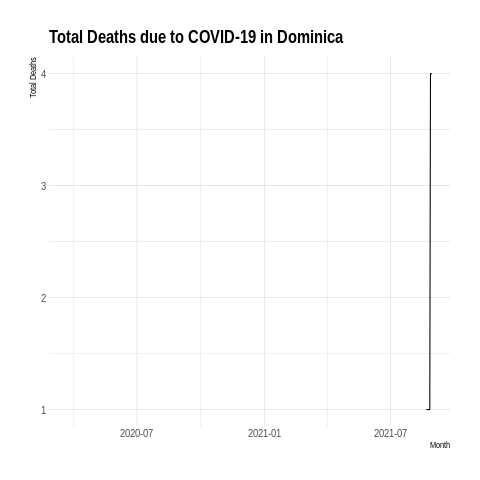 Total Deaths due to COVID-19 in Dominica
Total Deaths
4
3
2
1
2020-07 2021-01 2021-07
Month